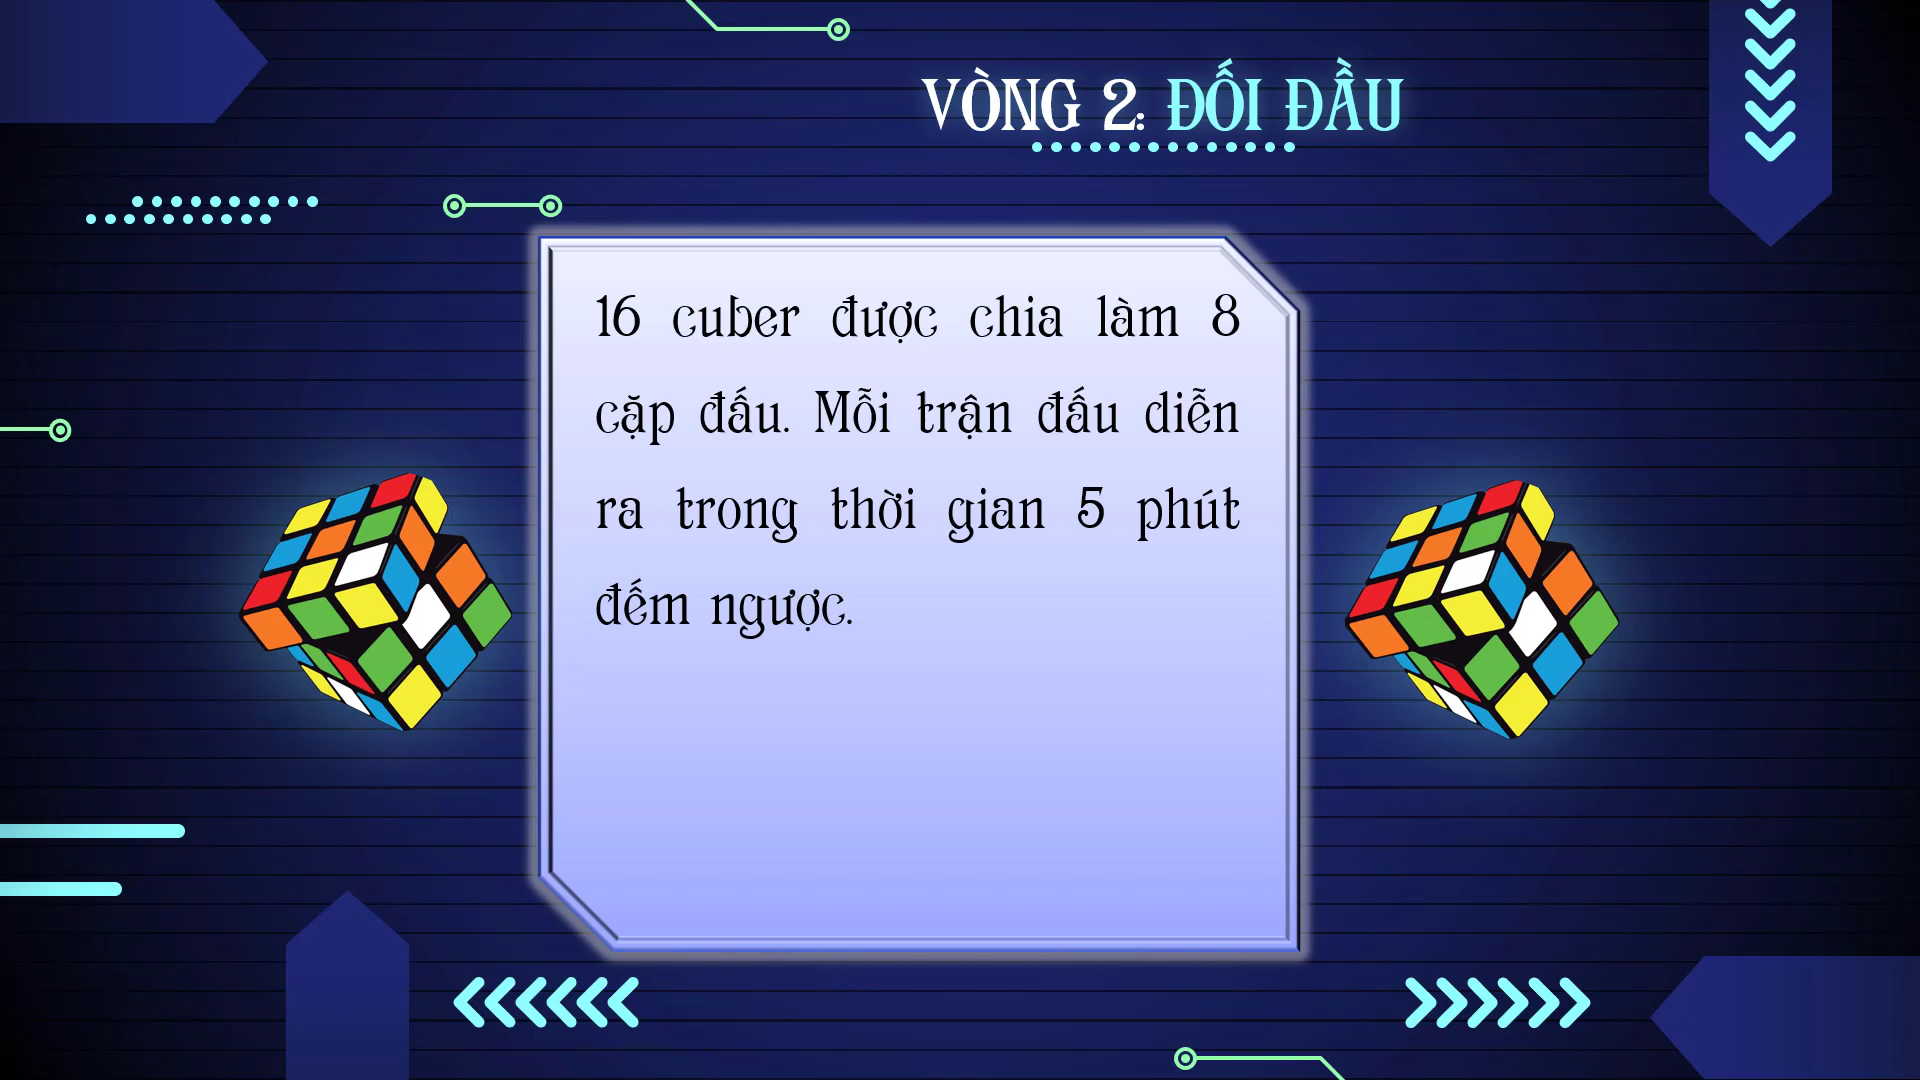 VÒNG 2: ĐỐI ĐẦU
16 cuber được chia làm 8
cặp đấu. Mỗi trận đấu diễn
ra trong thời gian 5 phút
đếm ngược.